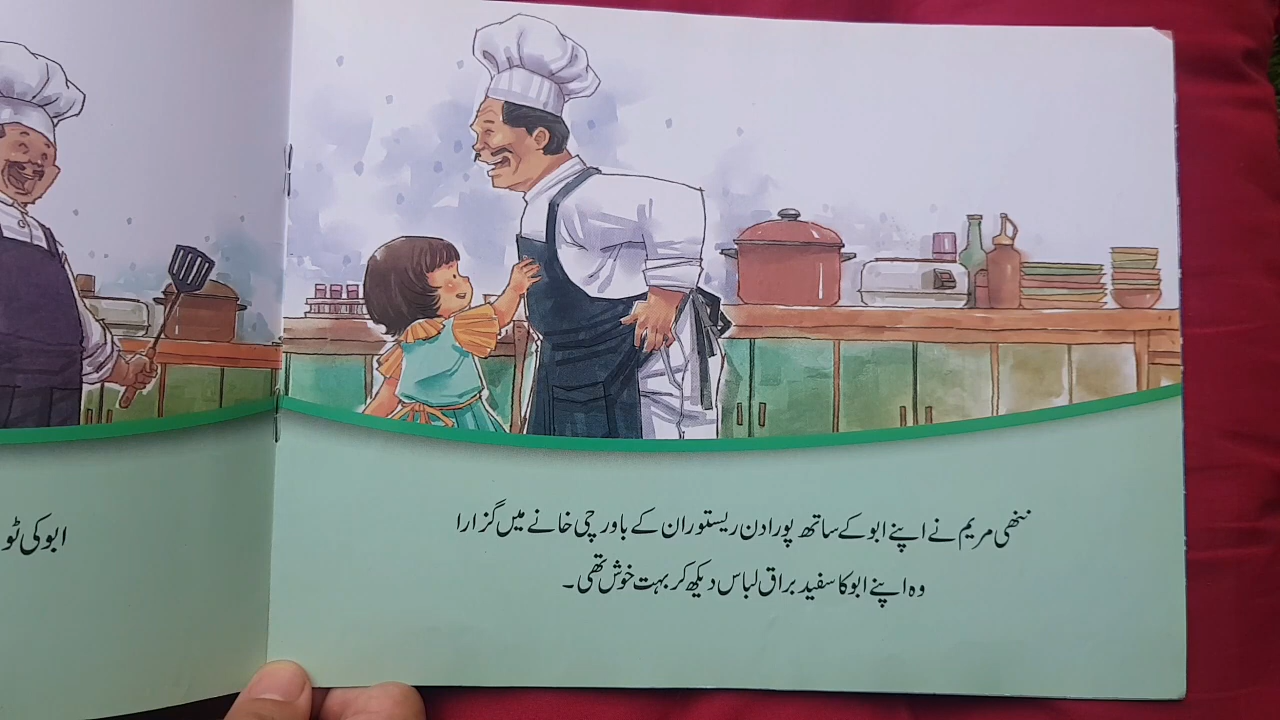 ننھی مریم نے اپنے ابو کے ساتھ پورا دن ریستوران کے باورچی خانے میں گزارا
وہ اپنے ابو کا سفید براق لباس دیکھ کر بہت خوش تھی۔
ابو کی ٹو